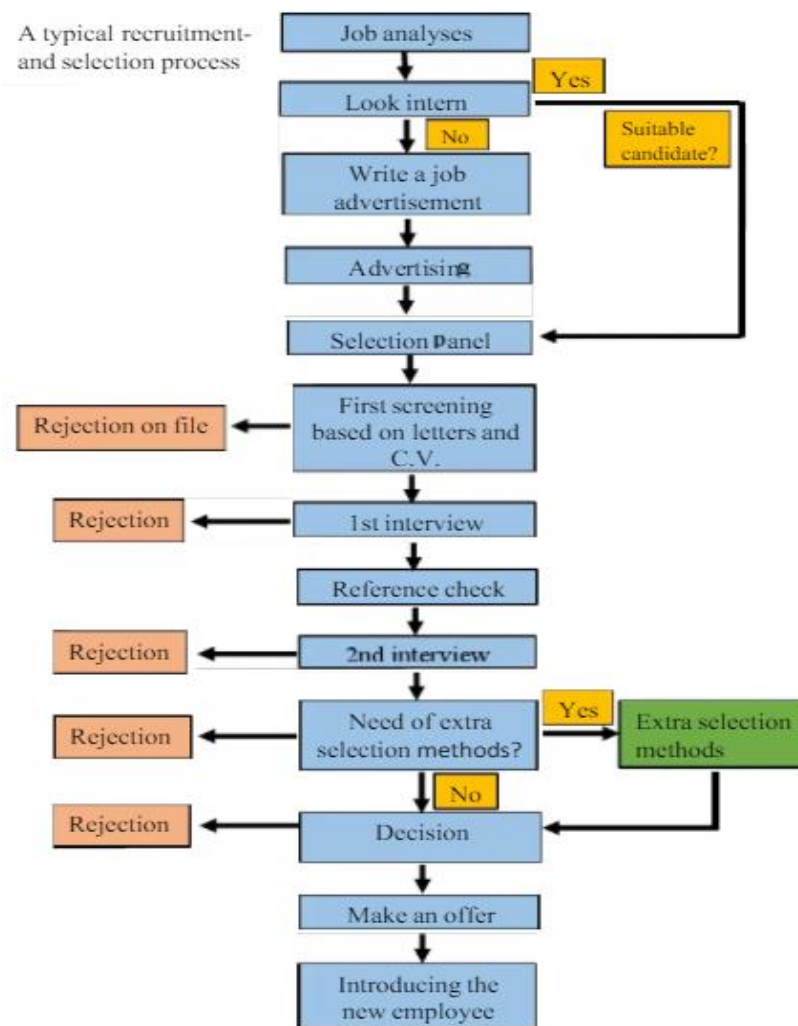 A typical recruitment-
and selection process
Job analyses
Yes
Look intern
No
Suitable
candidate?
Write a job
advertisement
Advertising
Selection panel
First screening
based on letters and
C.V.
Rejection on file
1st interview
Rejection
Reference check
2nd interview
Rejection
Need of extra
selection methods?
Yes
Extra selection
methods
Rejection
No
Decision
Rejection
Make an offer
Introducing the
new employee